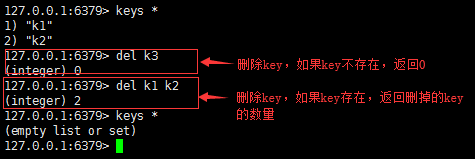 127.0.0.1:6379> keys *
1) "k1"
2) "k2"
127.0.0.1:6379> del k3
(integer) 0
删除key，如果key不存在，返回0
127.0.0.1:6379> del k1 k2
(integer) 2
删除key，如果key存在，返回删掉的key
的数量
127.0.0.1:6379> keys *
(empty list or set)
127.0.0.1:6379>